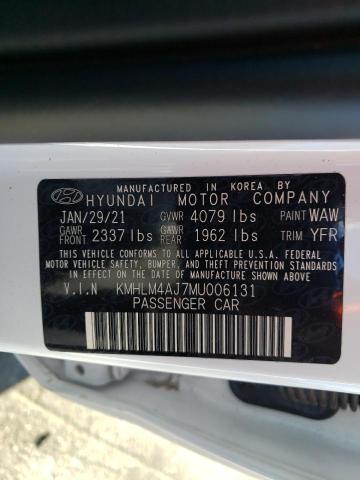 MANUFACTURED IN KOREA BY
HYUNDAI MOTOR COMPANY
JAN/29/21 GVWR 4079 lbs PAINT WAW
GAWR FRONT 2337 lbs GAWR 1962 lbs TRIM YFR
THIS VEHICLE CONFORMS TO ALL APPLICABLE U.S.A. FEDERAL
MOTOR VEHICLE SAFETY, BUMPER, AND THEFT PREVENTION STANDARDS
IN EFFECT ON THE DATE OF MANUFACTURE SHOWN ABOVE.
V.I.N KMHLM4AJ7MU006131
PASSENGER CAR